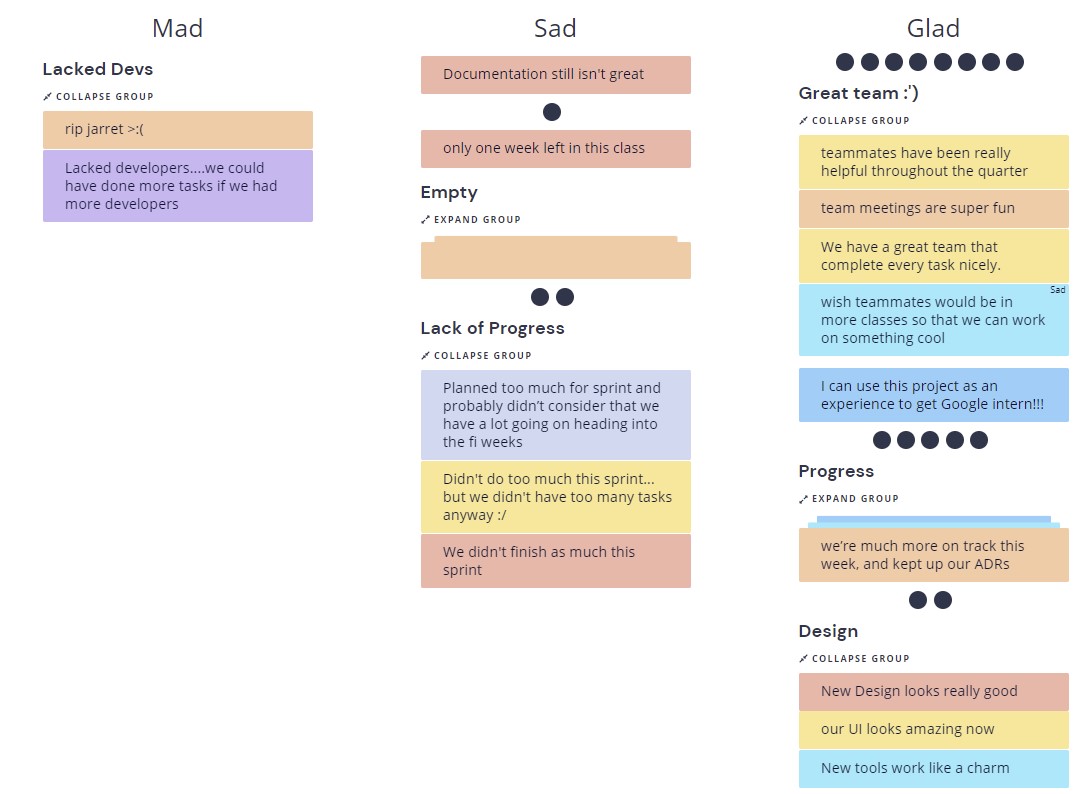 Mad
Lacked Devs
COLLAPSE GROUP
rip jarret >:(
Lacked developers....we could
have done more tasks if we had
more developers
Sad
Documentation still isn't great
only one week left in this class
Empty
EXPAND GROUP
Lack of Progress
COLLAPSE GROUP
Planned too much for sprint and
probably didn’t consider that we
have a lot going on heading into
the fi weeks
Didn't do too much this sprint...
but we didn't have too many tasks
anyway :/
We didn't finish as much this
sprint
Glad
Great team :')
COLLAPSE GROUP
teammates have been really
helpful throughout the quarter
team meetings are super fun
We have a great team that
complete every task nicely.
Sad
wish teammates would be in
more classes so that we can work
on something cool
I can use this project as an
experience to get Google intern!!!
Progress
EXPAND GROUP
we’re much more on track this
week, and kept up our ADRs
Design
COLLAPSE GROUP
New Design looks really good
our UI looks amazing now
New tools work like a charm